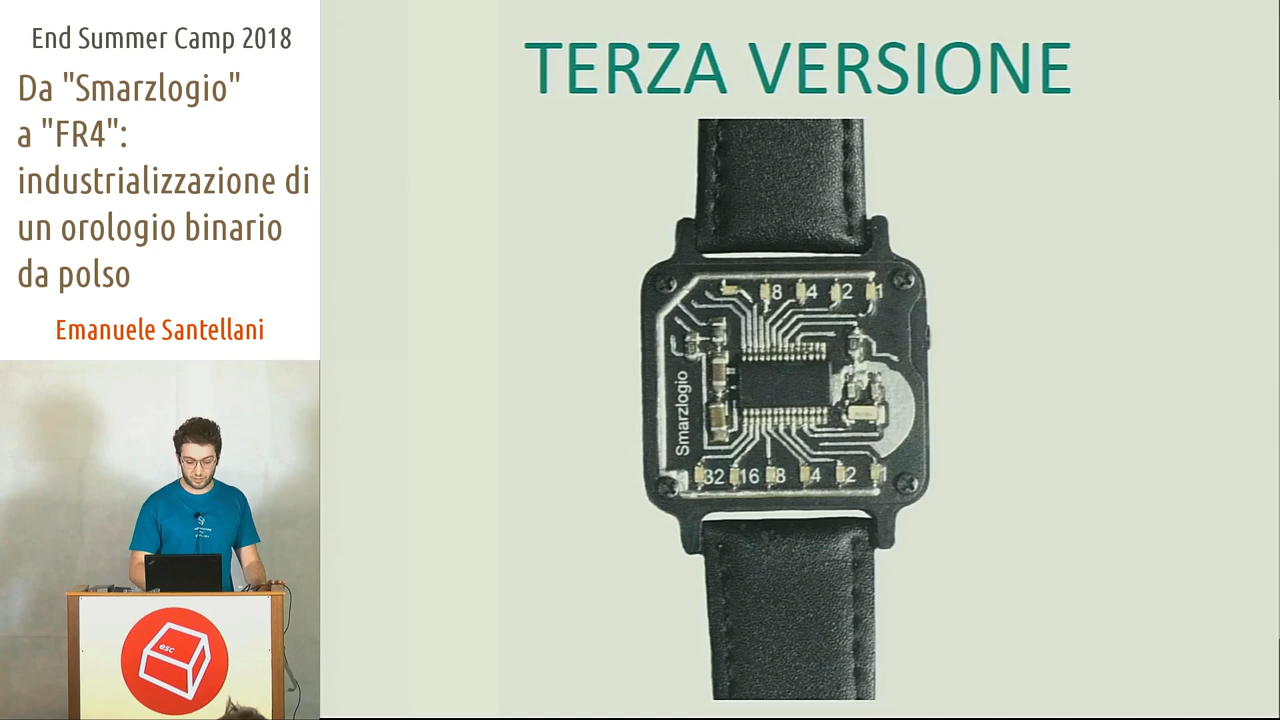 End Summer Camp 2018
Da "Smarzlogio"
a "FR4":
industrializzazione di
un orologio binario
da polso
Emanuele Santellani
TERZA VERSIONE
8 4 2 1
Smarzlogio
32 16 8 4 2 1
esc